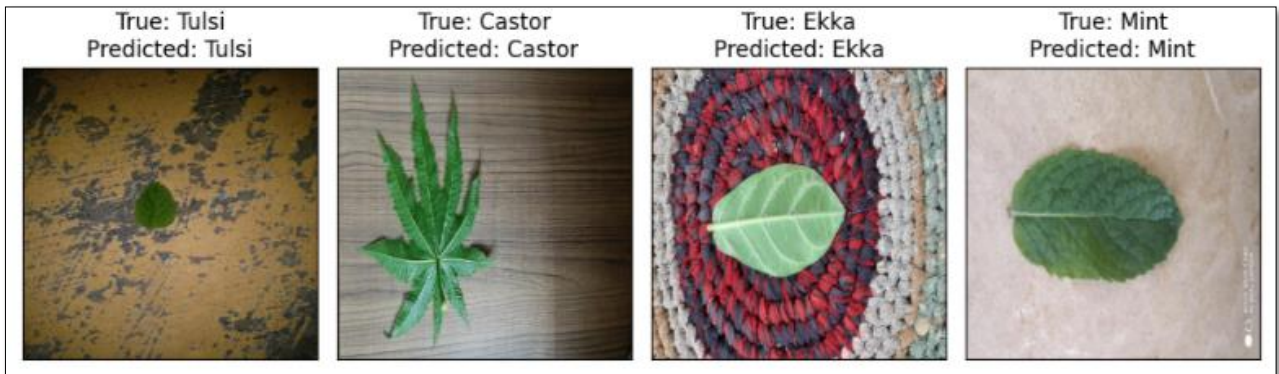 True: Tulsi
Predicted: Tulsi
True: Castor
Predicted: Castor
True: Ekka
Predicted: Ekka
True: Mint
Predicted: Mint